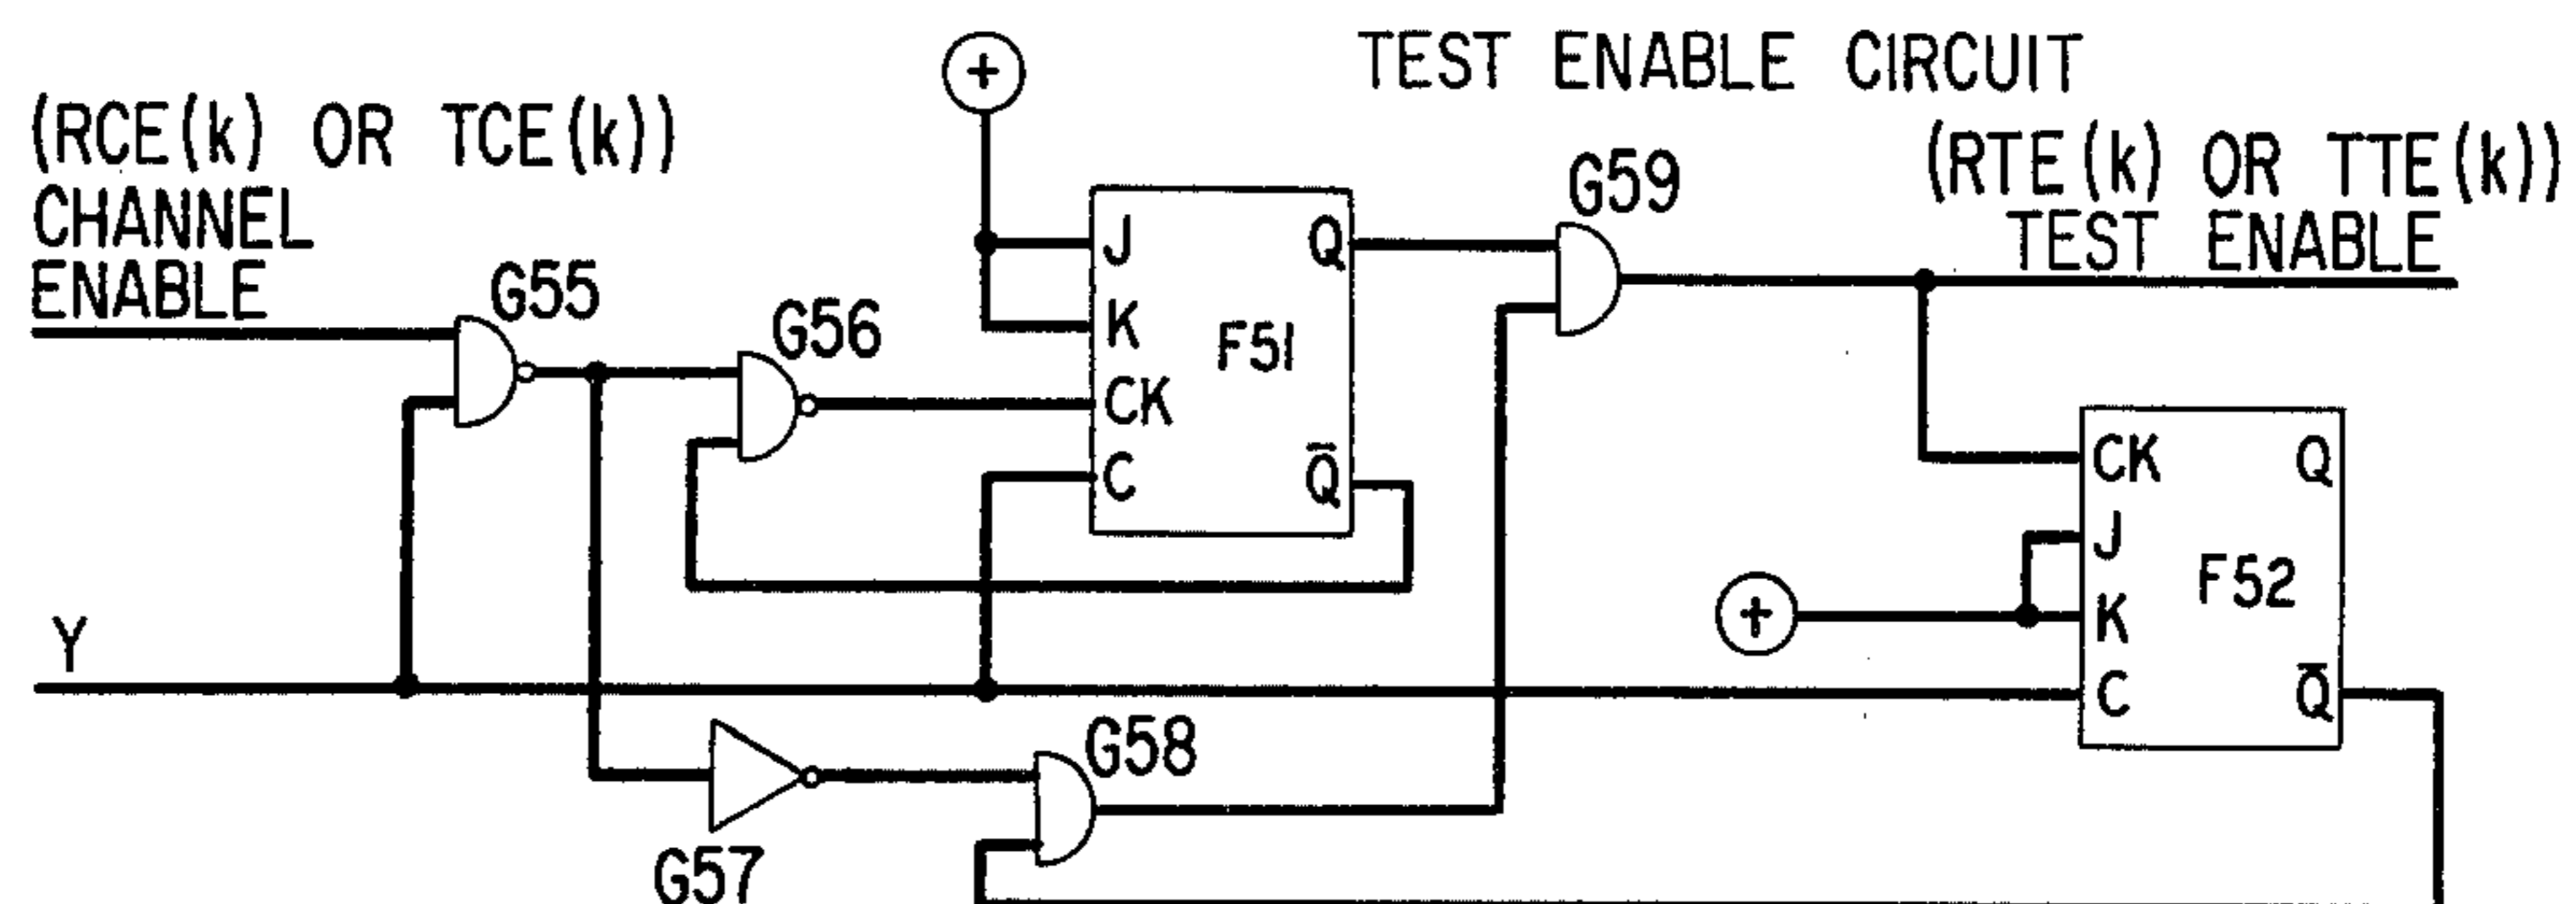 TEST ENABLE CIRCUIT
(RCE(k) OR TCE(k))
CHANNEL
ENABLE
(RTE(k) OR TTE(k))
TEST ENABLE
+
G55
G56
J
K
CK
C
Q
Q̅
F51
G59
CK
J
K
C
Q
Q̅
F52
+
Y
G57
G58